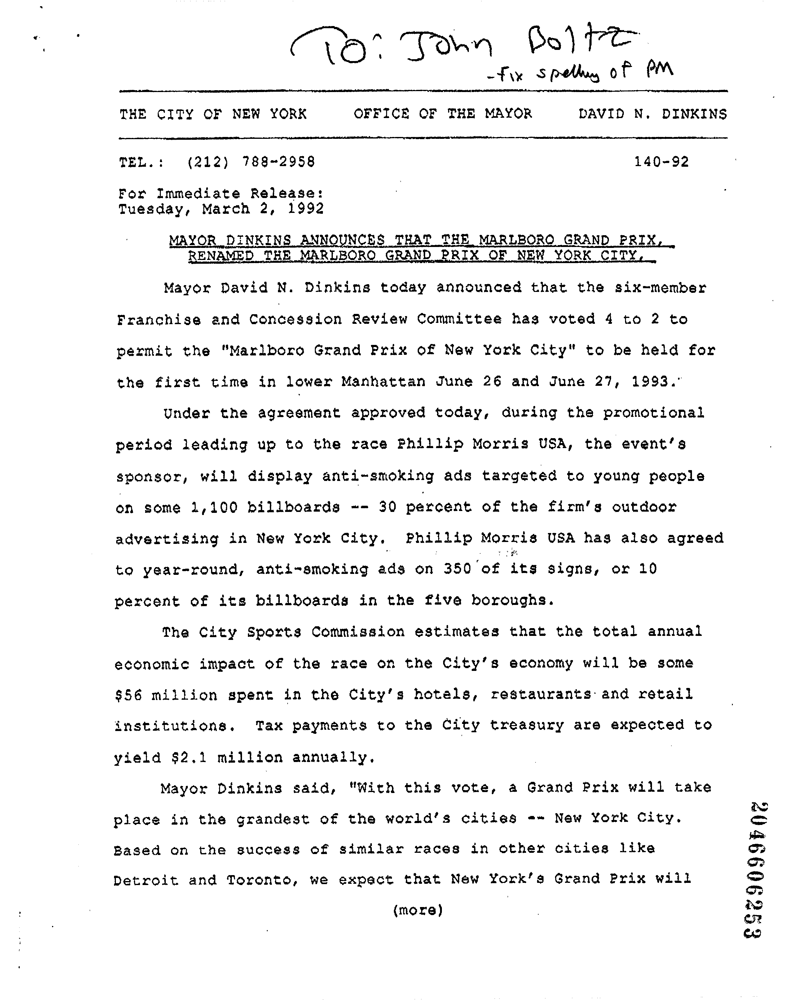 To: John Boltz
-fix spelling of PM
THE CITY OF NEW YORK OFFICE OF THE MAYOR DAVID N. DINKINS
TEL.: (212) 788-2958 140-92
For Immediate Release:
Tuesday, March 2, 1992
MAYOR DINKINS ANNOUNCES THAT THE MARLBORO GRAND PRIX,
RENAMED THE MARLBORO GRAND PRIX OF NEW YORK CITY,
Mayor David N. Dinkins today announced that the six-member
Franchise and Concession Review Committee has voted 4 to 2 to
permit the "Marlboro Grand Prix of New York City" to be held for
the first time in lower Manhattan June 26 and June 27, 1993.
Under the agreement approved today, during the promotional
period leading up to the race Phillip Morris USA, the event's
sponsor, will display anti-smoking ads targeted to young people
on some 1,100 billboards -- 30 percent of the firm's outdoor
advertising in New York City. Phillip Morris USA has also agreed
to year-round, anti-smoking ads on 350 of its signs, or 10
percent of its billboards in the five boroughs.
The City Sports Commission estimates that the total annual
economic impact of the race on the City's economy will be some
$56 million spent in the City's hotels, restaurants and retail
institutions. Tax payments to the City treasury are expected to
yield $2.1 million annually.
Mayor Dinkins said, "With this vote, a Grand Prix will take
place in the grandest of the world's cities -- New York City.
Based on the success of similar races in other cities like
Detroit and Toronto, we expect that New York's Grand Prix will
(more)
2046606253